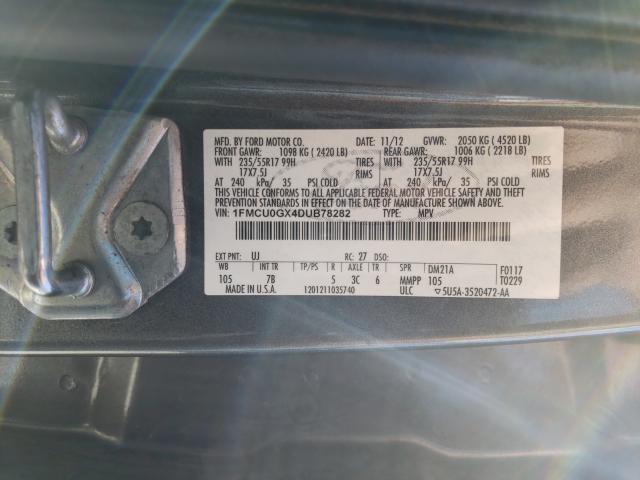 MFD. BY FORD MOTOR CO. DATE: 11/12 GVWR: 2050 KG ( 4520 LB)
FRONT GAWR: 1098 KG ( 2420 LB) REAR GAWR: 1006 KG ( 2218 LB)
WITH 235/55R17 99H TIRES WITH 235/55R17 99H TIRES
17X7.5J RIMS 17X7.5J RIMS
AT 240 kPa/ 35 PSI COLD AT 240 kPa/ 35 PSI COLD
THIS VEHICLE CONFORMS TO ALL APPLICABLE FEDERAL MOTOR VEHICLE SAFETY AND BUMPER
STANDARDS AND THEFT PREVENTION STANDARDS IN EFFECT ON THE DATE OF MANUFACTURE SHOWN ABOVE.
VIN: 1FMCU0GX4DUB78282 TYPE: MPV
EXT PNT: UJ RC: 27 DSO:
WB INT TR TP/PS R AXLE TR SPR DM21A F0117
105 7B 5 3C 6 MMPP 105 T0229
MADE IN U.S.A. 1201211035740 ULC 5U5A-3520472-AA